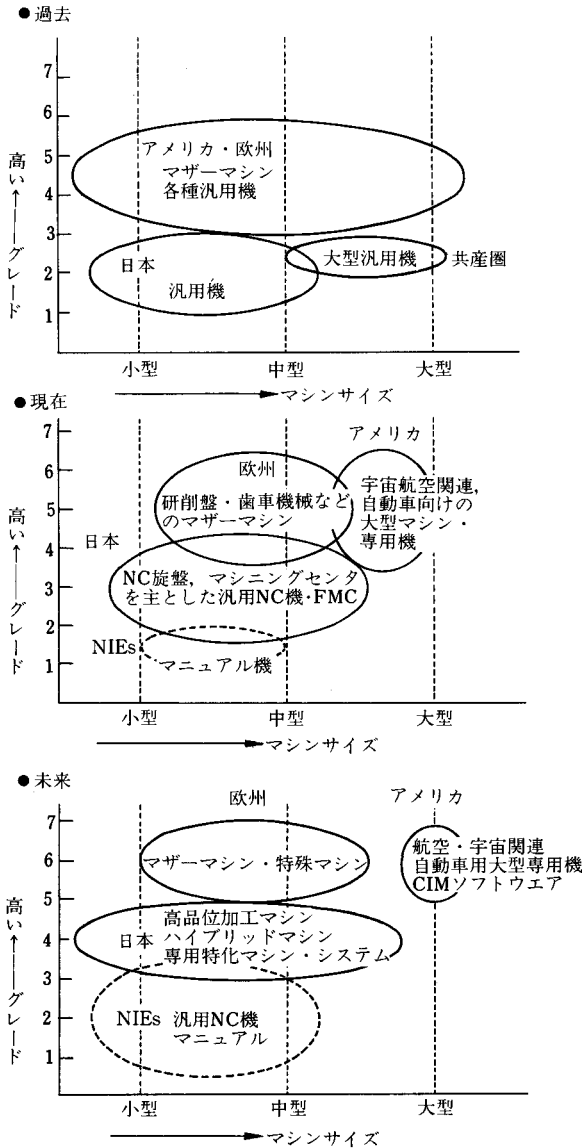 ●過去
7
6
5
4
3
2
1
高い←グレード
アメリカ・欧州
マザーマシン
各種汎用機
日本
汎用機
大型汎用機
共産圏
小型
中型
大型
→マシンサイズ
●現在
7
6
5
4
3
2
1
高い←グレード
アメリカ
欧州
研削盤・歯車機械など
のマザーマシン
宇宙航空関連,
自動車向けの
大型マシン・
専用機
日本
NC旋盤,マシニングセンタ
を主とした汎用NC機・FMC
NIEs
マニュアル機
小型
中型
大型
→マシンサイズ
●未来
7
6
5
4
3
2
1
高い←グレード
欧州
アメリカ
マザーマシン・特殊マシン
航空・宇宙関連
自動車用大型専用機
CIMソフトウエア
日本
高品位加工マシン
ハイブリッドマシン
専用特化マシン・システム
NIEs 汎用NC機
マニュアル
小型
中型
大型
→マシンサイズ